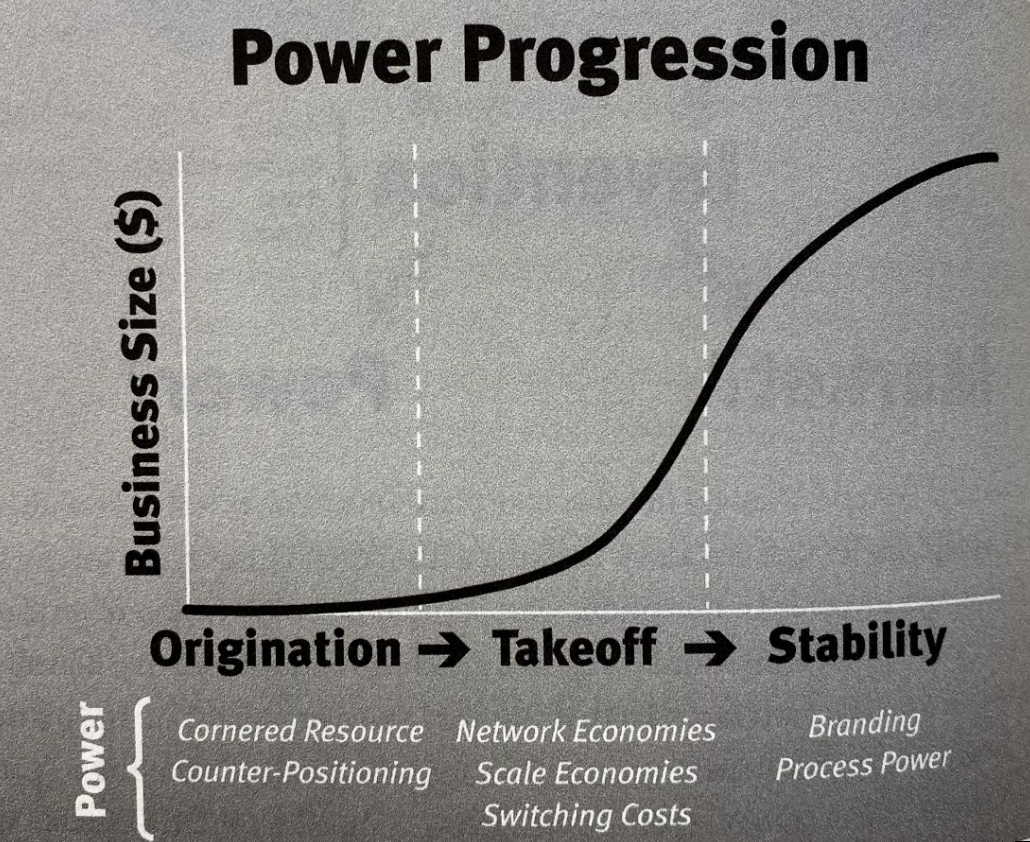 Power Progression
Business Size ($)
Origination → Takeoff → Stability
Power
Cornered Resource
Counter-Positioning
Network Economies
Scale Economies
Switching Costs
Branding
Process Power